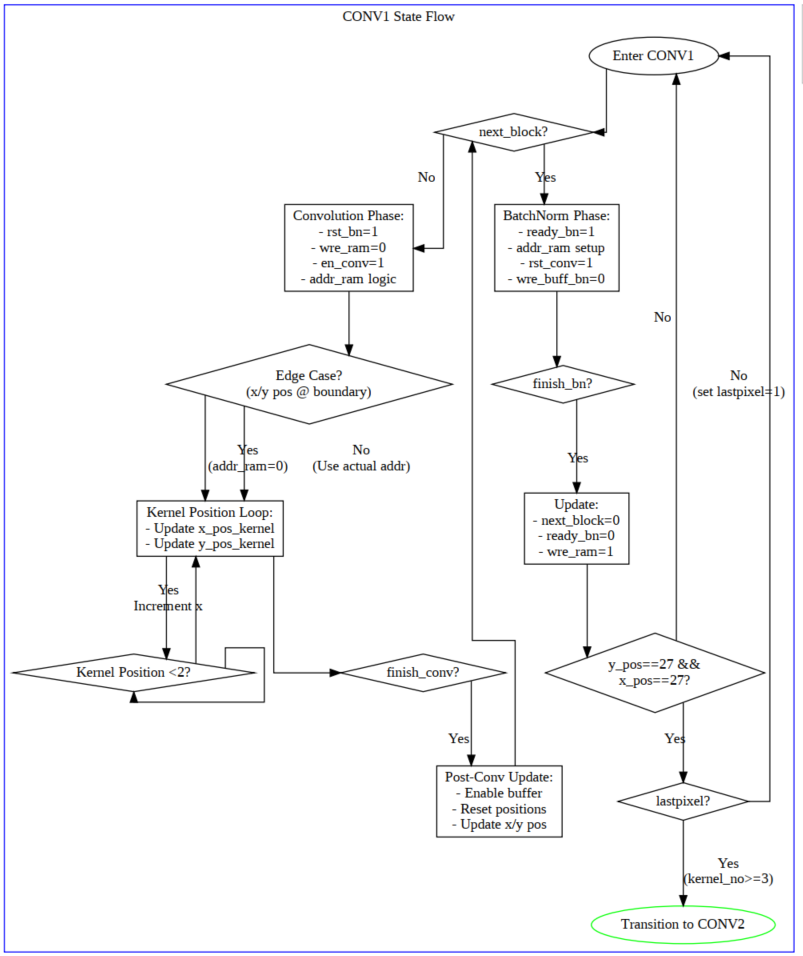 CONV1 State Flow
Enter CONV1
next_block?
No
Yes
Convolution Phase:
- rst_bn=1
- wre_ram=0
- en_conv=1
- addr_ram logic
BatchNorm Phase:
- ready_bn=1
- addr_ram setup
- rst_conv=1
- wre_buff_bn=0
No
Edge Case?
(x/y pos @ boundary)
finish_bn?
No
(set lastpixel=1)
Yes
(addr_ram=0)
No
(Use actual addr)
Yes
Kernel Position Loop:
- Update x_pos_kernel
- Update y_pos_kernel
Update:
- next_block=0
- ready_bn=0
- wre_ram=1
Yes
Increment x
Kernel Position <2?
finish_conv?
y_pos==27 &&
x_pos==27?
Yes
Yes
Post-Conv Update:
- Enable buffer
- Reset positions
- Update x/y pos
lastpixel?
Yes
(kernel_no>=3)
Transition to CONV2